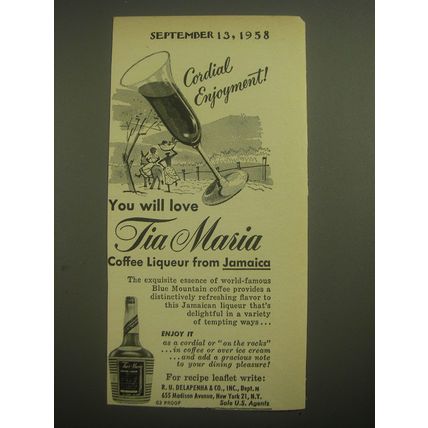 SEPTEMBER 13, 1958
Cordial
Enjoyment!
You will love
Tia Maria
Coffee Liqueur from Jamaica
The exquisite essence of world-famous
Blue Mountain coffee provides a
distinctively refreshing flavor to
this Jamaican liqueur that's
delightful in a variety
of tempting ways...
ENJOY IT
as a cordial or "on the rocks"
...in coffee or over ice cream
...and add a gracious note
to your dining pleasure!
For recipe leaflet write:
R. U. DELAPENHA & CO., INC., Dept. M
655 Madison Avenue, New York 21, N.Y.
63 PROOF Sole U.S. Agents
Tia Maria